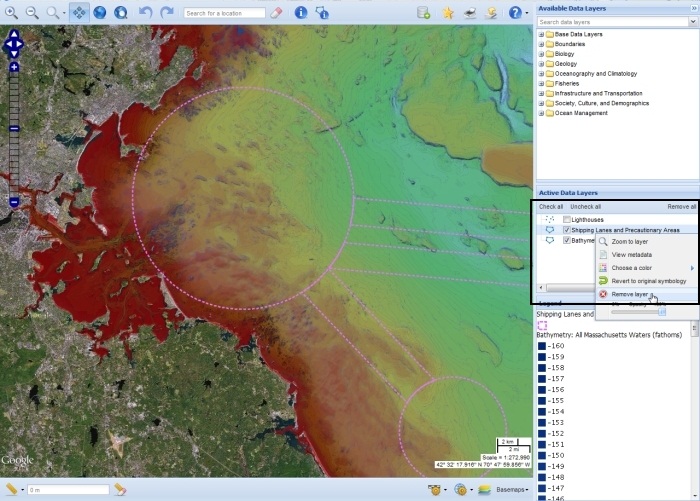 Search for a location
Available Data Layers
Search data layers
Base Data Layers
Boundaries
Biology
Geology
Oceanography and Climatology
Fisheries
Infrastructure and Transportation
Society, Culture, and Demographics
Ocean Management
Active Data Layers
Check all Uncheck all Remove all
Lighthouses
Shipping Lanes and Precautionary Areas
Bathyme
Zoom to layer
View metadata
Choose a color
Revert to original symbology
Remove layer
Legend
Shipping Lanes and
Bathymetry: All Massachusetts Waters (fathoms)
-160
-159
-158
-157
-156
-155
-154
-153
-152
-151
-150
-149
-148
-147
-146
2 km
2 mi
Scale = 1:272,990
42° 32' 17.916" N 70° 47' 59.856" W
Google
0 m
Basemaps